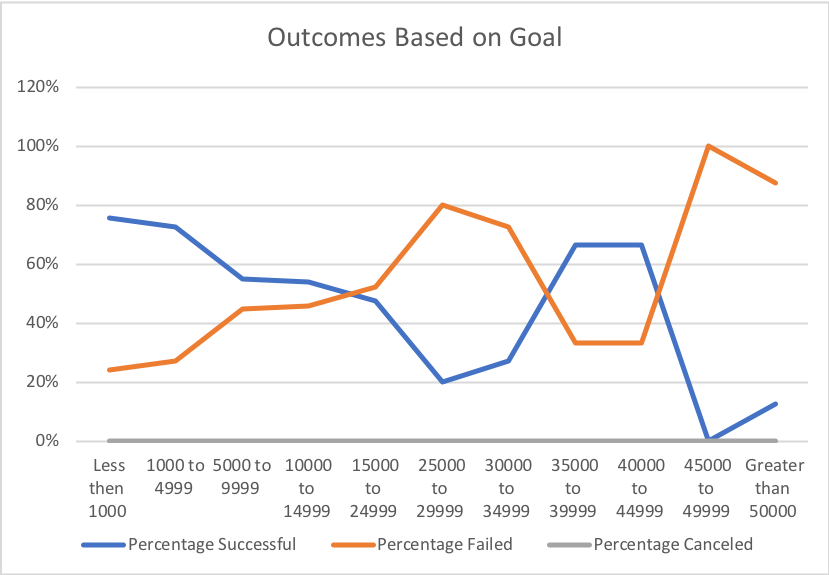 Outcomes Based on Goal
120%
100%
80%
60%
40%
20%
0%
Less
then
1000
1000 to
4999
5000 to
9999
10000
to
14999
15000
to
24999
25000
to
29999
30000
to
34999
35000
to
39999
40000
to
44999
45000
to
49999
Greater
than
50000
Percentage Successful
Percentage Failed
Percentage Canceled